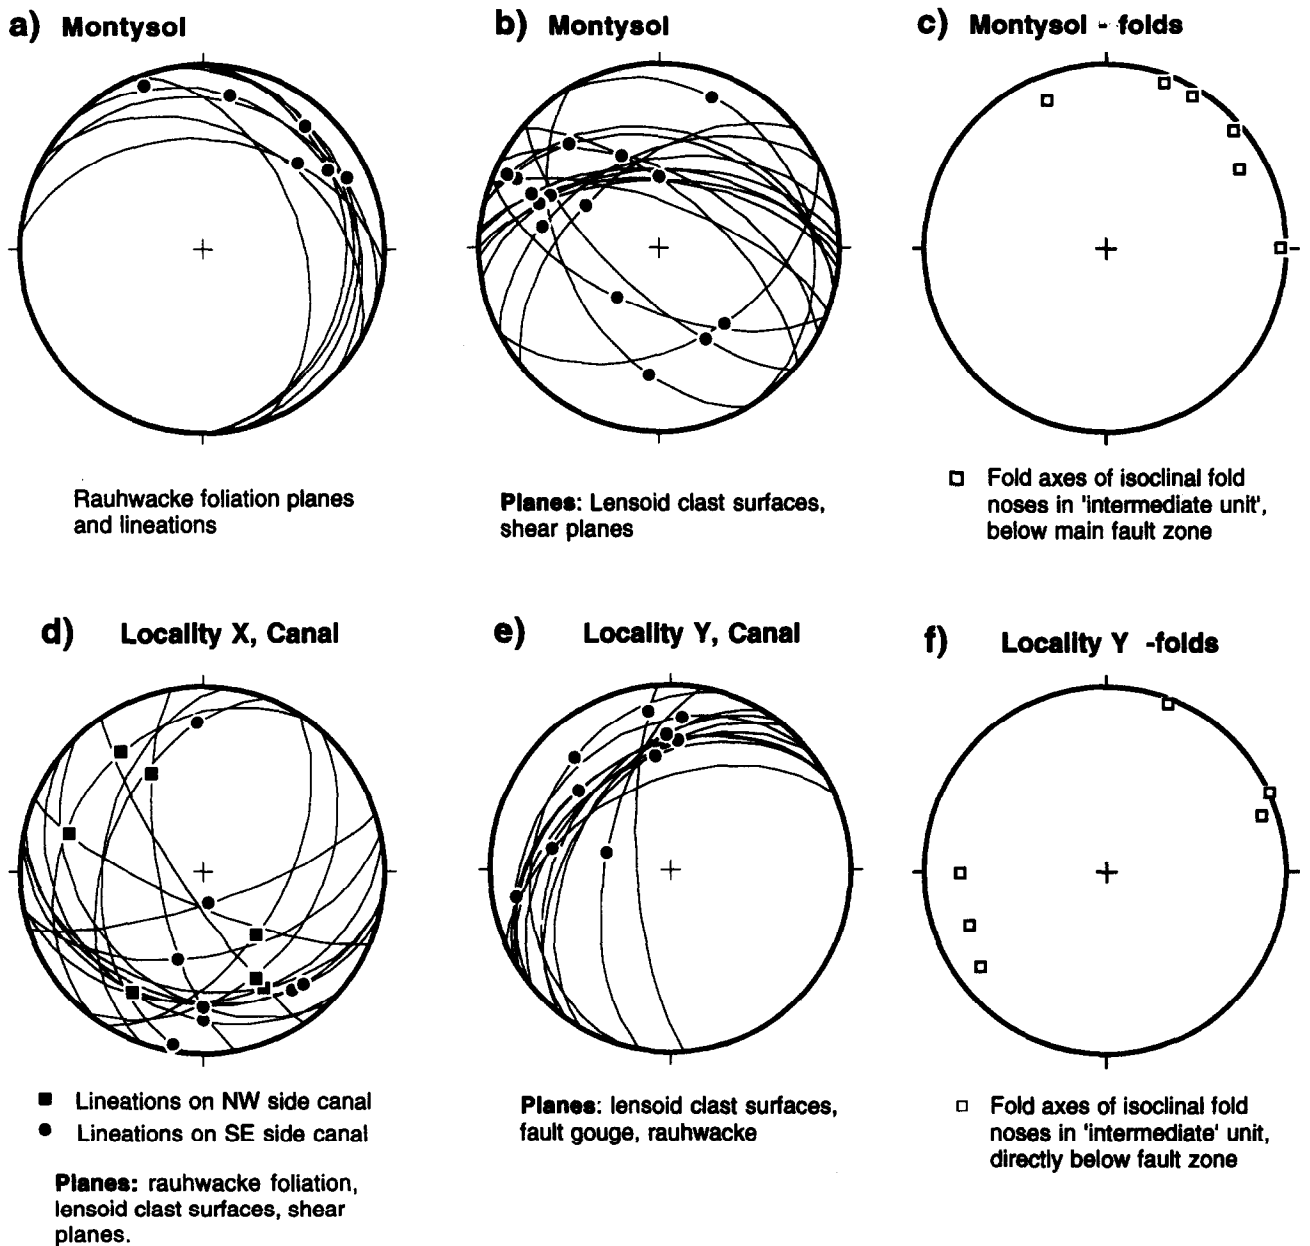 a) Montysol
b) Montysol
c) Montysol - folds
Rauhwacke foliation planes
and lineations
Planes: Lensoid clast surfaces,
shear planes
Fold axes of isoclinal fold
noses in 'intermediate unit',
below main fault zone
d) Locality X, Canal
e) Locality Y, Canal
f) Locality Y -folds
Lineations on NW side canal
Lineations on SE side canal
Planes: rauhwacke foliation,
lensoid clast surfaces, shear
planes.
Planes: lensoid clast surfaces,
fault gouge, rauhwacke
Fold axes of isoclinal fold
noses in 'intermediate' unit,
directly below fault zone